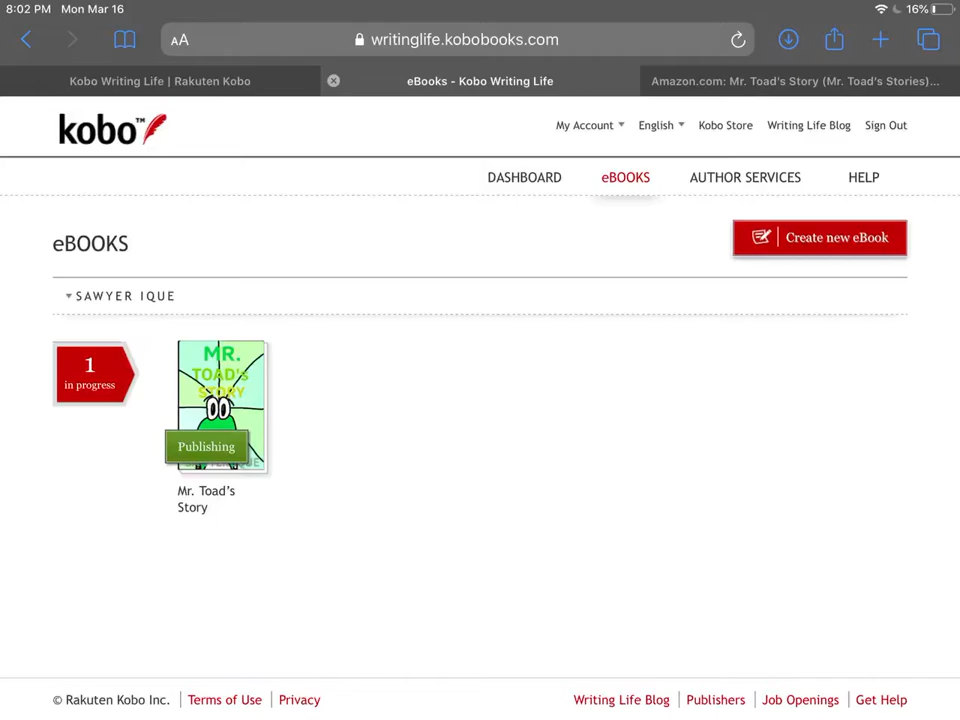 8:02 PM Mon Mar 16 16%
AA writinglife.kobobooks.com
Kobo Writing Life | Rakuten Kobo eBooks - Kobo Writing Life Amazon.com: Mr. Toad's Story (Mr. Toad's Stories)...
kobo™ My Account English Kobo Store Writing Life Blog Sign Out
DASHBOARD eBOOKS AUTHOR SERVICES HELP
eBOOKS Create new eBook
SAWYER IQUE
1
in progress
MR.
TOAD's
STORY
Publishing
Mr. Toad's
Story
© Rakuten Kobo Inc. Terms of Use Privacy Writing Life Blog Publishers Job Openings Get Help